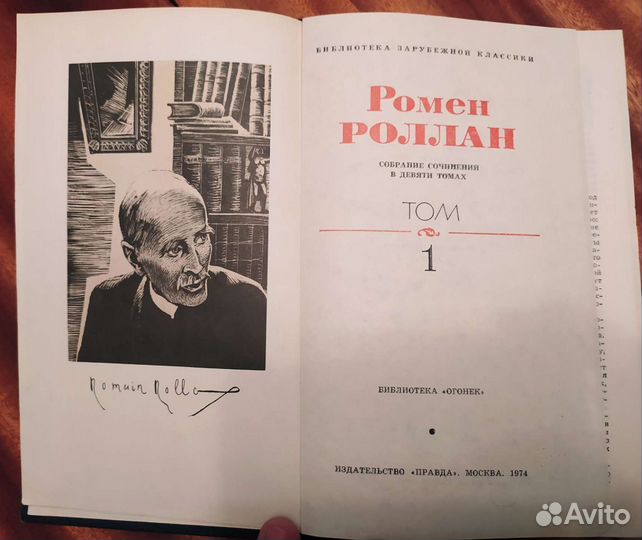 БИБЛИОТЕКА ЗАРУБЕЖНОЙ КЛАССИКИ
Ромен
РОЛЛАН
СОБРАНИЕ СОЧИНЕНИЙ
В ДЕВЯТИ ТОМАХ
ТОМ
1
БИБЛИОТЕКА «ОГОНЕК»
ИЗДАТЕЛЬСТВО «ПРАВДА». МОСКВА. 1974
Romain Rolland
Avito